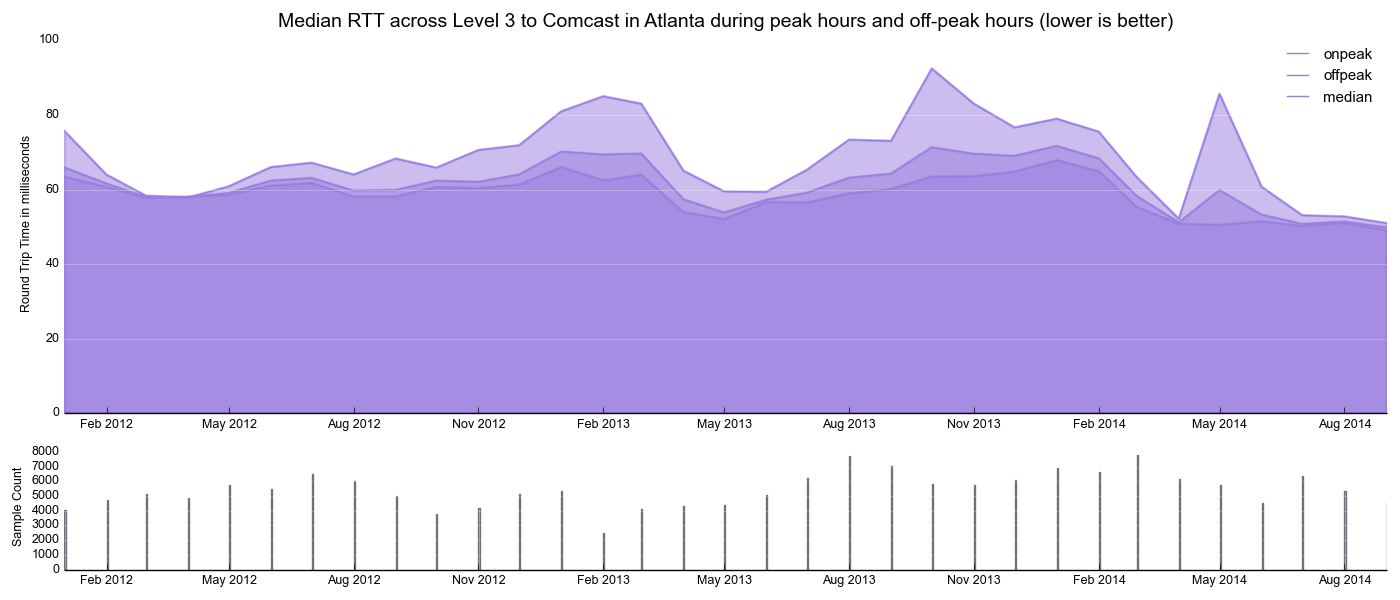 Median RTT across Level 3 to Comcast in Atlanta during peak hours and off-peak hours (lower is better)
100
80
60
40
20
0
Round Trip Time in milliseconds
onpeak
offpeak
median
Feb 2012 May 2012 Aug 2012 Nov 2012 Feb 2013 May 2013 Aug 2013 Nov 2013 Feb 2014 May 2014 Aug 2014
8000
7000
6000
5000
4000
3000
2000
1000
0
Sample Count
Feb 2012 May 2012 Aug 2012 Nov 2012 Feb 2013 May 2013 Aug 2013 Nov 2013 Feb 2014 May 2014 Aug 2014